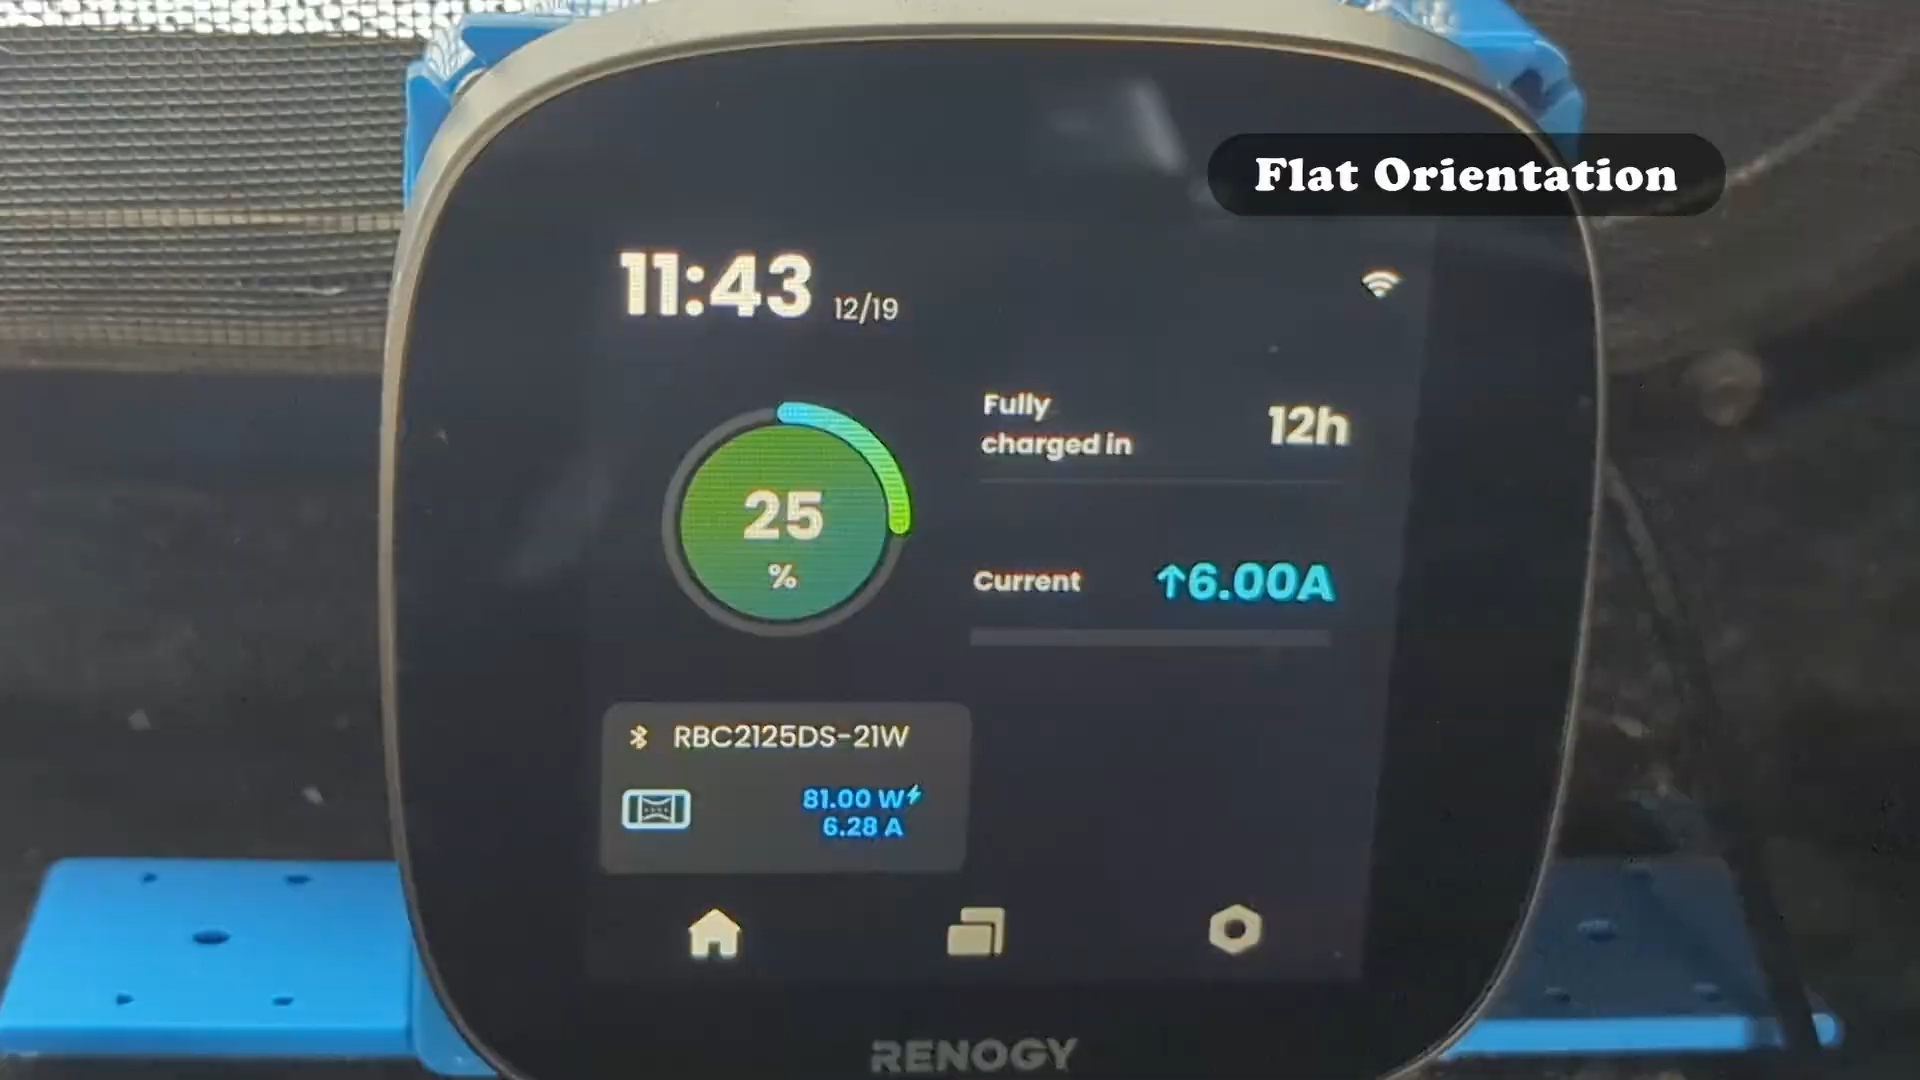 Flat Orientation
11:43 12/19
Fully
charged in
12h
25
%
Current
↑6.00A
RBC2125DS-21W
81.00 W
6.28 A
RENOGY